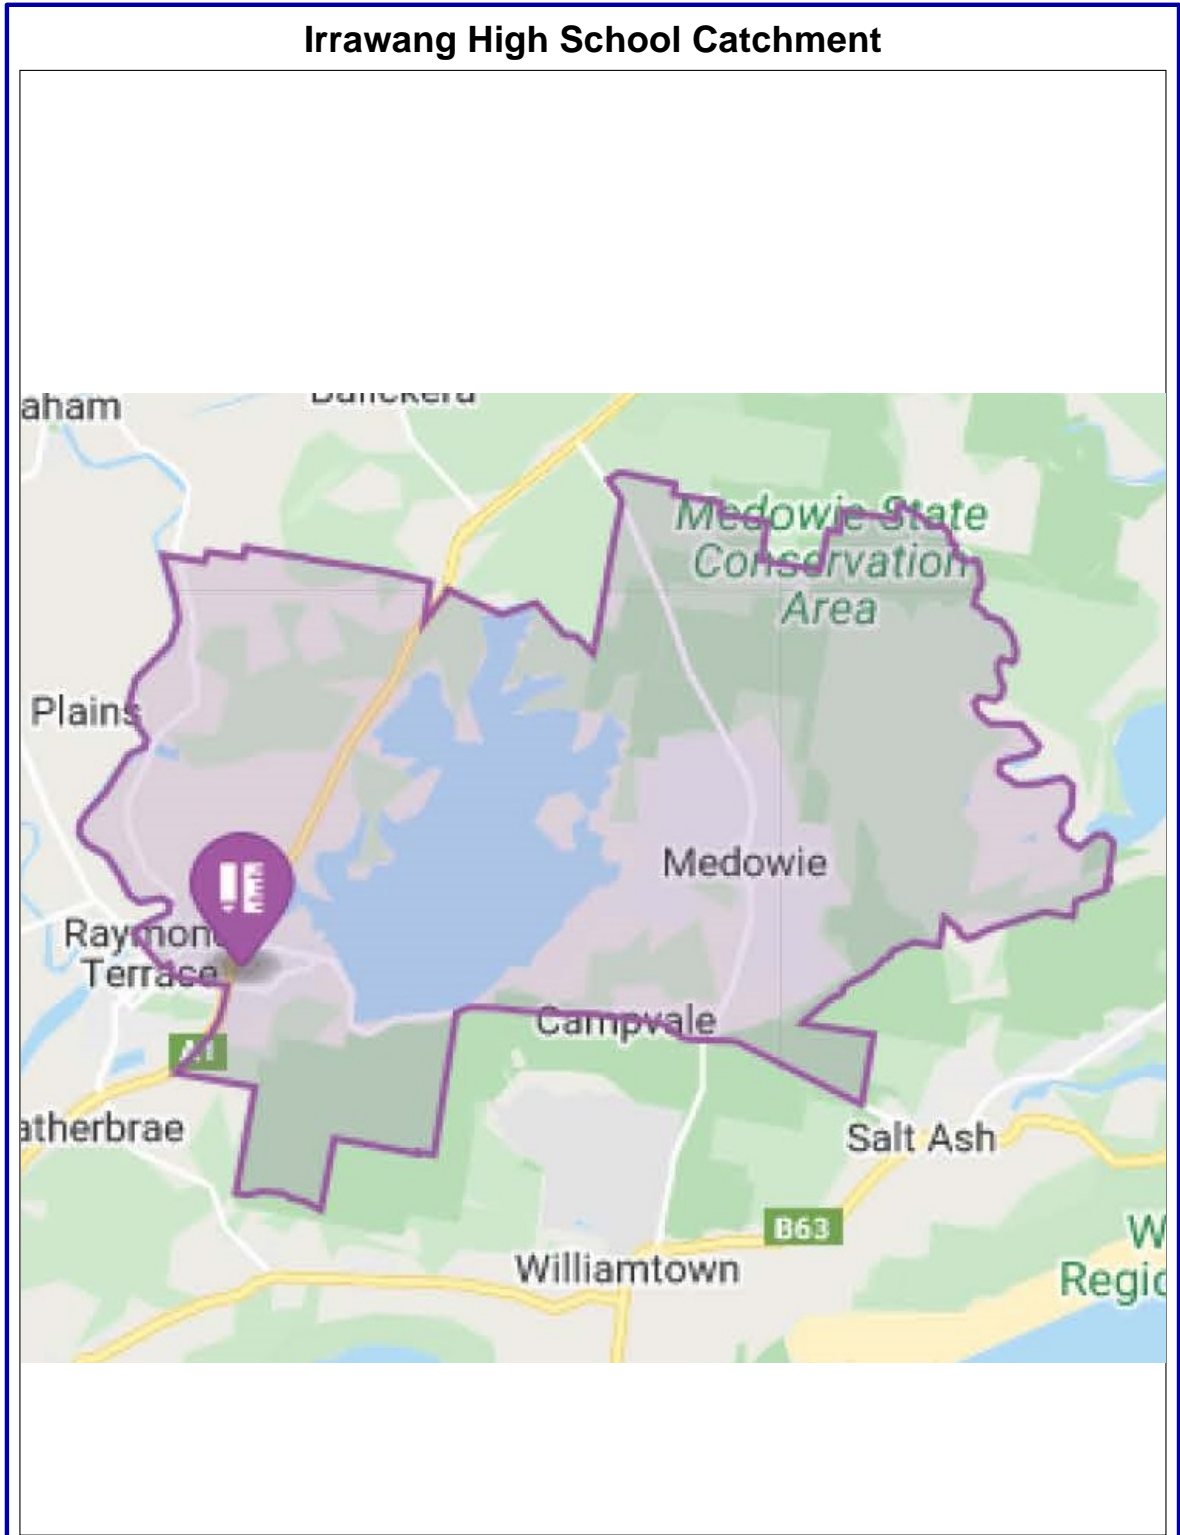 Irrawang High School Catchment
aham
Medowie State
Conservation
Area
Plains
Medowie
Raymond
Terrace
Campvale
A1
atherbrae
Salt Ash
B63
W
Regio
Williamtown